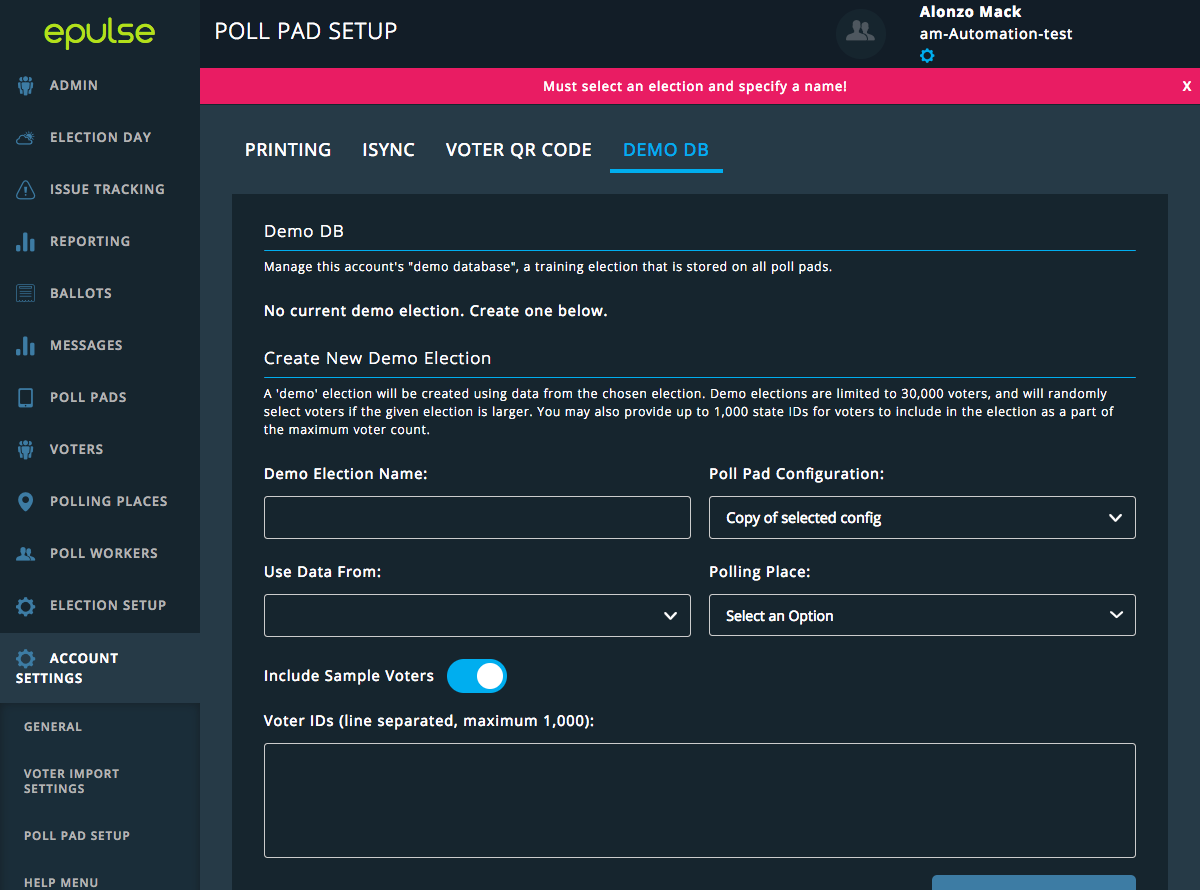 epulse
POLL PAD SETUP
Alonzo Mack
am-Automation-test
Must select an election and specify a name!
X
ADMIN
ELECTION DAY
ISSUE TRACKING
REPORTING
BALLOTS
MESSAGES
POLL PADS
VOTERS
POLLING PLACES
POLL WORKERS
ELECTION SETUP
ACCOUNT
SETTINGS
GENERAL
VOTER IMPORT
SETTINGS
POLL PAD SETUP
HELP MENU
PRINTING
ISYNC
VOTER QR CODE
DEMO DB
Demo DB
Manage this account's "demo database", a training election that is stored on all poll pads.
No current demo election. Create one below.
Create New Demo Election
A 'demo' election will be created using data from the chosen election. Demo elections are limited to 30,000 voters, and will randomly
select voters if the given election is larger. You may also provide up to 1,000 state IDs for voters to include in the election as a part of
the maximum voter count.
Demo Election Name:
Poll Pad Configuration:
Copy of selected config
Use Data From:
Polling Place:
Select an Option
Include Sample Voters
Voter IDs (line separated, maximum 1,000):